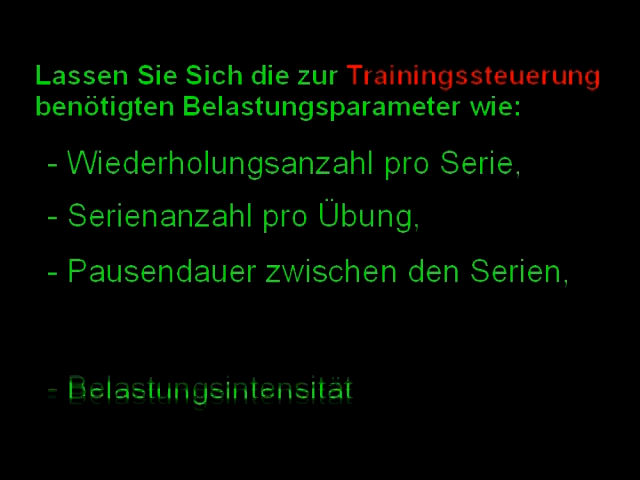 Lassen Sie Sich die zur Trainingssteuerung
benötigten Belastungsparameter wie:
- Wiederholungsanzahl pro Serie,
- Serienanzahl pro Übung,
- Pausendauer zwischen den Serien,
- Belastungsintensität